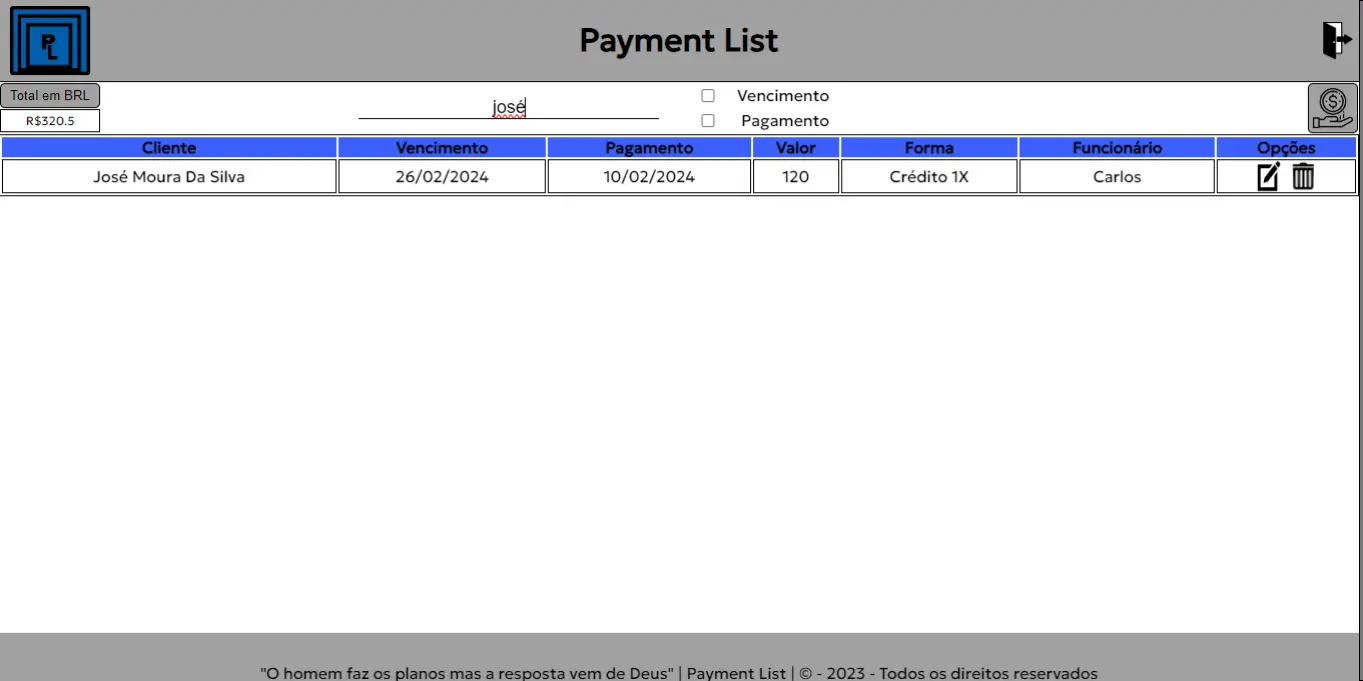 PL
Payment List
Total em BRL
R$320.5
josé
Vencimento
Pagamento
Cliente Vencimento Pagamento Valor Forma Funcionário Opções
José Moura Da Silva 26/02/2024 10/02/2024 120 Crédito 1X Carlos
"O homem faz os planos mas a resposta vem de Deus" | Payment List | © - 2023 - Todos os direitos reservados